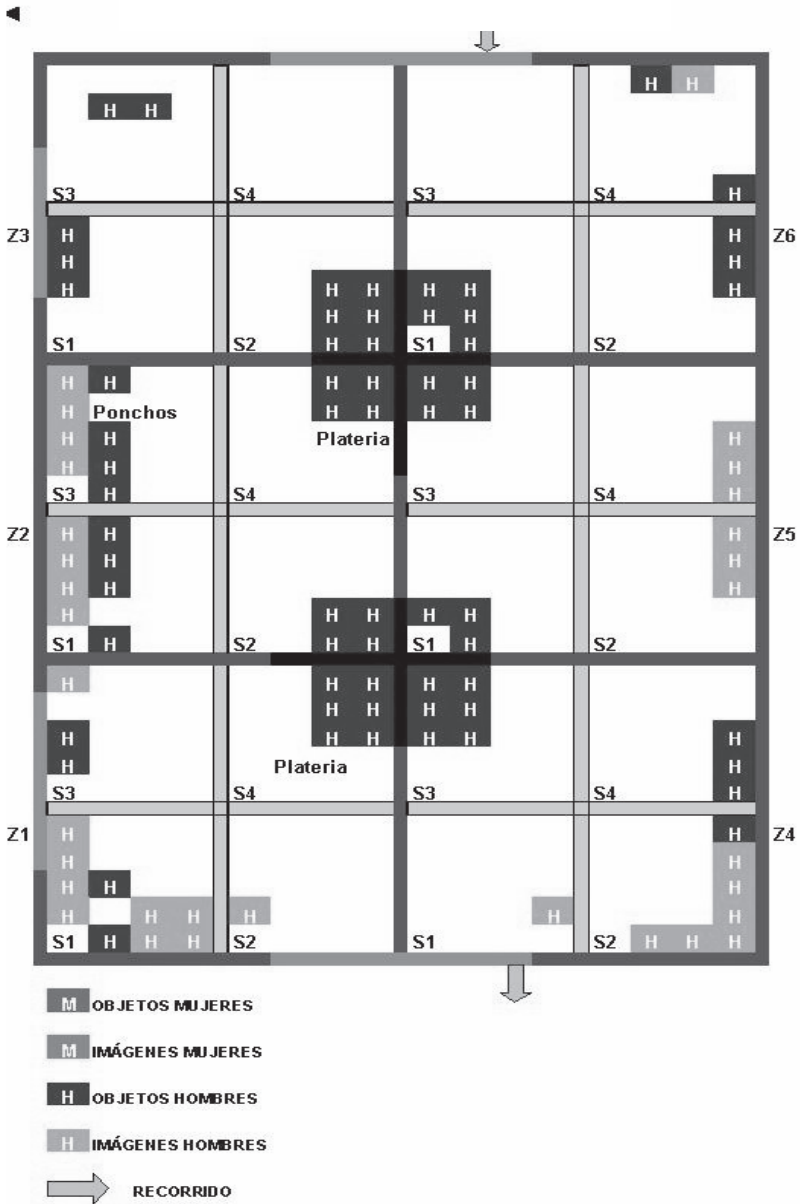 H H
H H
S3 S4 S3 S4 H
Z3 H H Z6
H H
H H H H H H
H H H H
S1 S2 H H S1 H S2
H H H H H H
H Ponchos H H H H
H H Plateria H
H H H
S3 H S4 S3 S4 H
Z2 H H H Z5
H H H
H H H
H H H H H
S1 H S2 H H S1 H S2
H H H H H
H H H H
H H H H H H
H Plateria H
S3 S4 S3 S4 H
Z1 H H Z4
H H
H H H
H H H H H H
S1 H H H S2 S1 S2 H H H
M OBJETOS MUJERES
M IMÁGENES MUJERES
H OBJETOS HOMBRES
H IMÁGENES HOMBRES
RECORRIDO